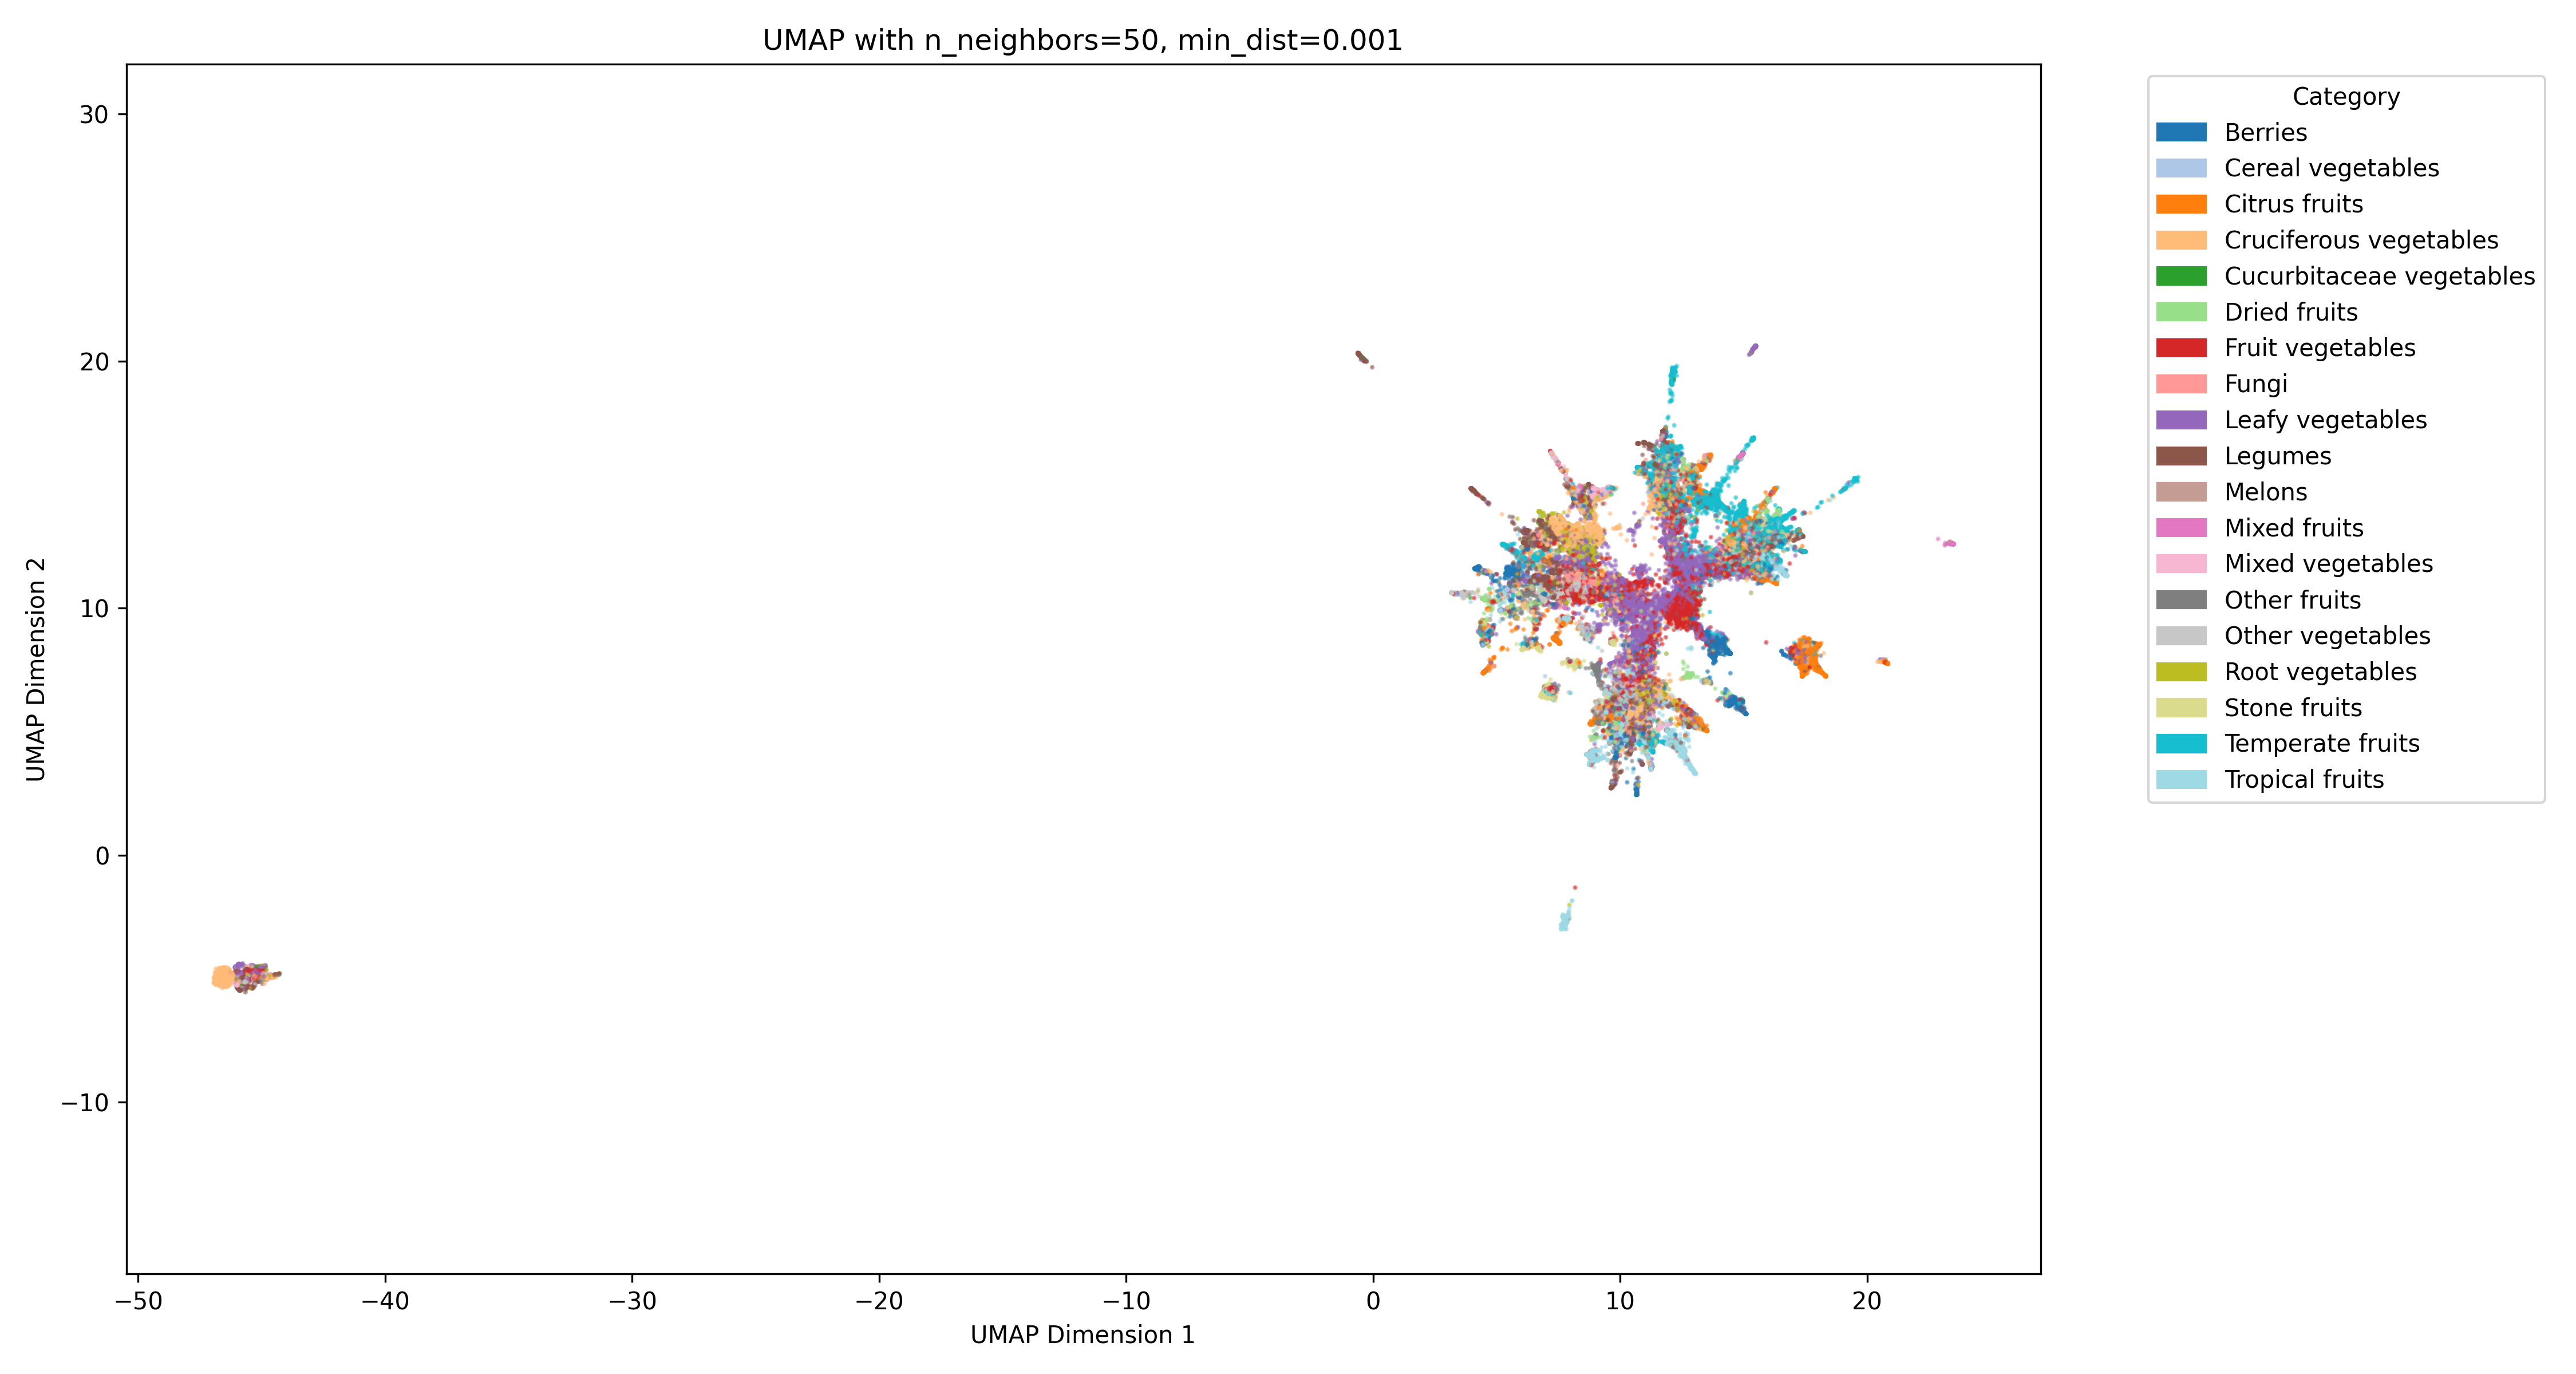 UMAP with n_neighbors=50, min_dist=0.001
30
20
10
0
−10
−50
−40
−30
−20
−10
0
10
20
UMAP Dimension 1
UMAP Dimension 2
Category
Berries
Cereal vegetables
Citrus fruits
Cruciferous vegetables
Cucurbitaceae vegetables
Dried fruits
Fruit vegetables
Fungi
Leafy vegetables
Legumes
Melons
Mixed fruits
Mixed vegetables
Other fruits
Other vegetables
Root vegetables
Stone fruits
Temperate fruits
Tropical fruits